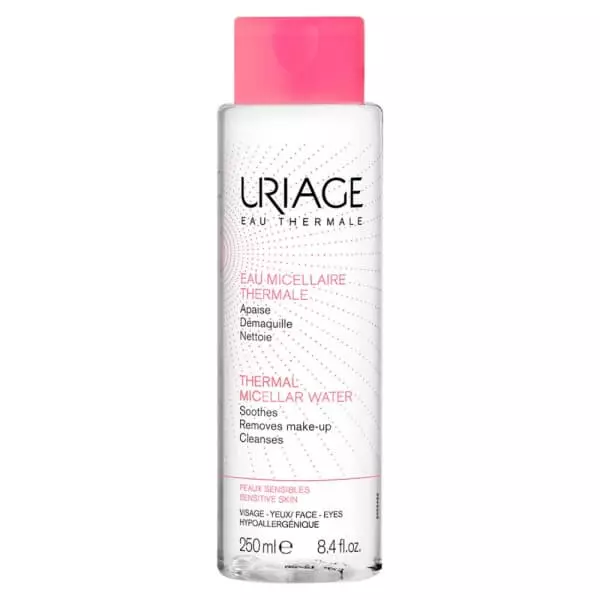 URIAGE
EAU THERMALE
EAU MICELLAIRE
THERMALE
Apaise
Démaquille
Nettoie
THERMAL
MICELLAR WATER
Soothes
Removes make-up
Cleanses
PEAUX SENSIBLES
SENSITIVE SKIN
VISAGE - YEUX/ FACE - EYES
HYPOALLERGÉNIQUE
250 ml e 8.4 fl.oz.